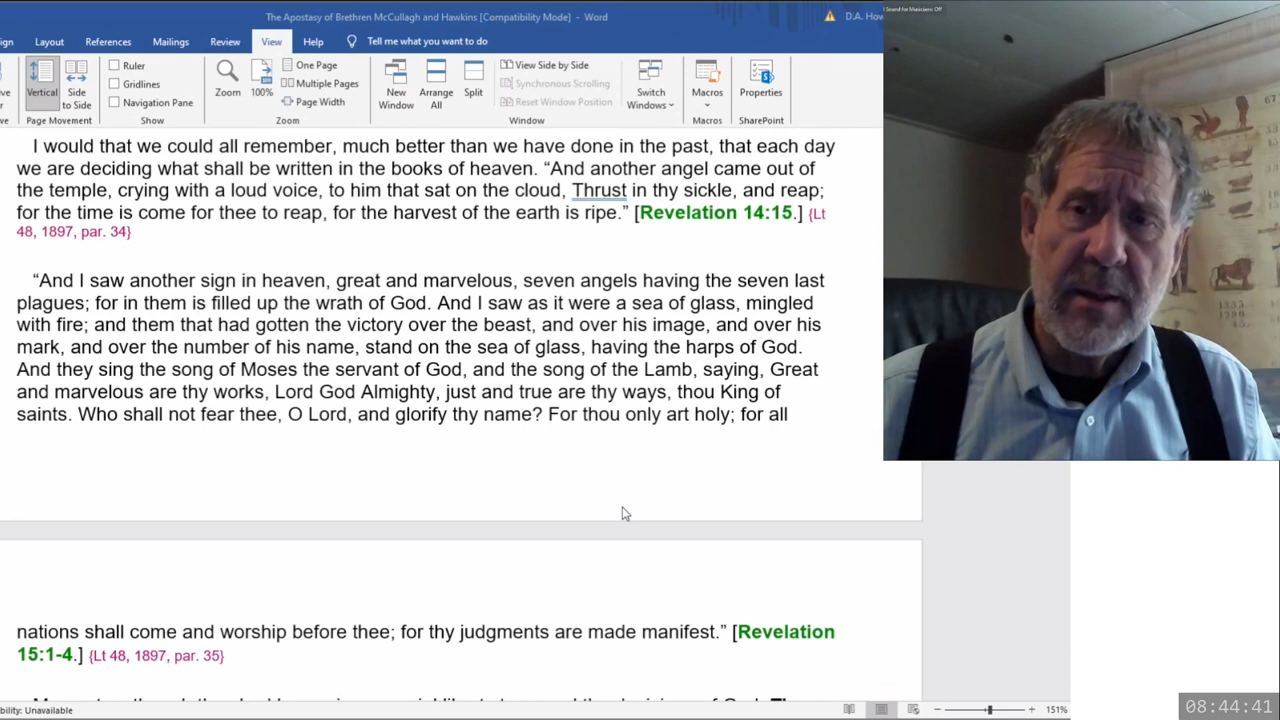 The Apostasy of Brethren McCullagh and Hawkins [Compatibility Mode] - Word
D.A. How
l Sound for Musicians: Off
ign Layout References Mailings Review View Help Tell me what you want to do
Vertical
Side to Side
Page Movement
Ruler
Gridlines
Navigation Pane
Show
Zoom
100%
One Page
Multiple Pages
Page Width
Zoom
New Window
Arrange All
Split
View Side by Side
Synchronous Scrolling
Reset Window Position
Switch Windows
Window
Macros
Macros
Properties
SharePoint
I would that we could all remember, much better than we have done in the past, that each day
we are deciding what shall be written in the books of heaven. “And another angel came out of
the temple, crying with a loud voice, to him that sat on the cloud, Thrust in thy sickle, and reap;
for the time is come for thee to reap, for the harvest of the earth is ripe.” [Revelation 14:15.] {Lt
48, 1897, par. 34}
“And I saw another sign in heaven, great and marvelous, seven angels having the seven last
plagues; for in them is filled up the wrath of God. And I saw as it were a sea of glass, mingled
with fire; and them that had gotten the victory over the beast, and over his image, and over his
mark, and over the number of his name, stand on the sea of glass, having the harps of God.
And they sing the song of Moses the servant of God, and the song of the Lamb, saying, Great
and marvelous are thy works, Lord God Almighty, just and true are thy ways, thou King of
saints. Who shall not fear thee, O Lord, and glorify thy name? For thou only art holy; for all
nations shall come and worship before thee; for thy judgments are made manifest.” [Revelation
15:1-4.] {Lt 48, 1897, par. 35}
bility: Unavailable
151%
08:44:41
1335
1290